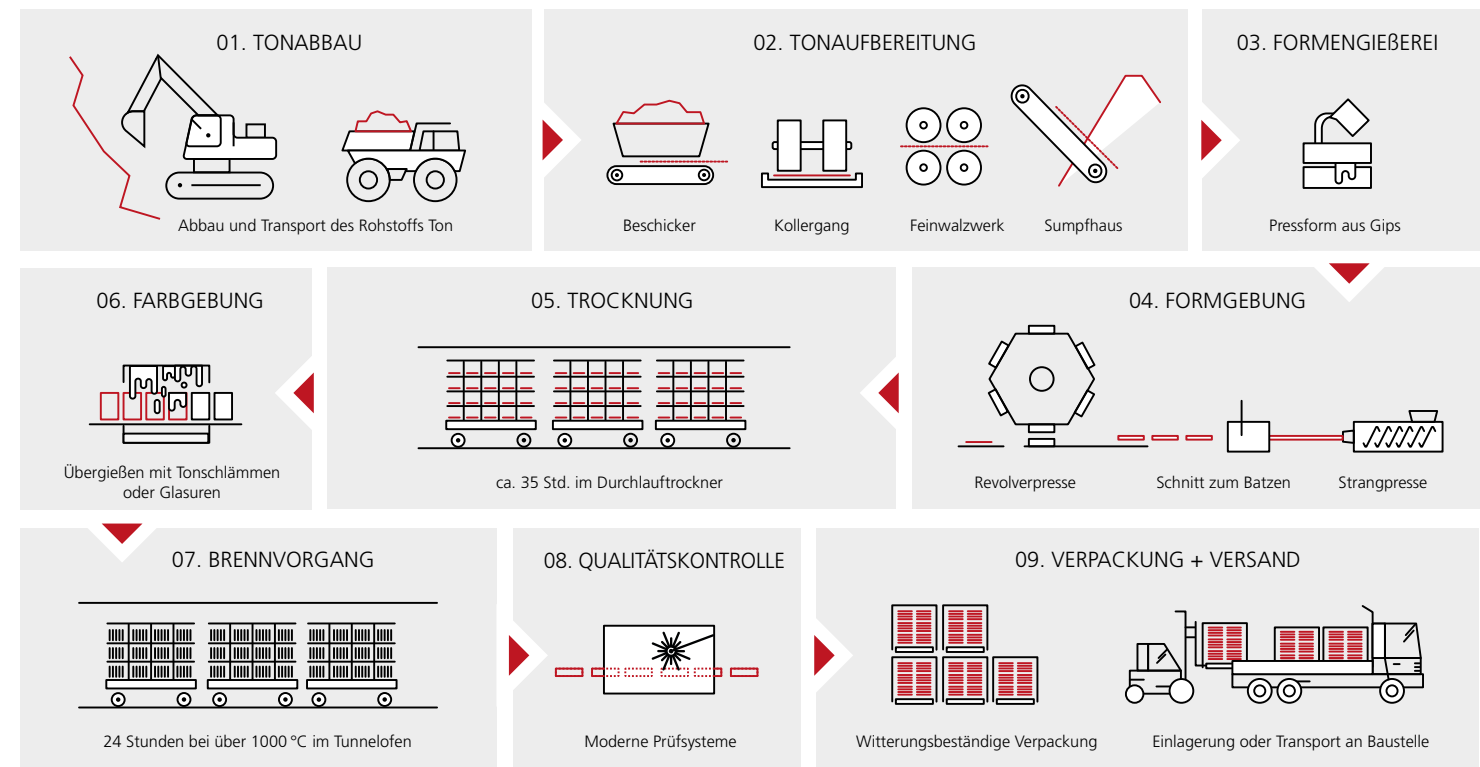 01. TONABBAU
Abbau und Transport des Rohstoffs Ton
02. TONAUFBEREITUNG
Beschicker
Kollergang
Feinwalzwerk
Sumpfhaus
03. FORMENGIEßEREI
Pressform aus Gips
04. FORMGEBUNG
Revolverpresse
Schnitt zum Batzen
Strangpresse
05. TROCKNUNG
ca. 35 Std. im Durchlauftrockner
06. FARBGEBUNG
Übergießen mit Tonschlämmen
oder Glasuren
07. BRENNVORGANG
24 Stunden bei über 1000 °C im Tunnelofen
08. QUALITÄTSKONTROLLE
Moderne Prüfsysteme
09. VERPACKUNG + VERSAND
Witterungsbeständige Verpackung
Einlagerung oder Transport an Baustelle